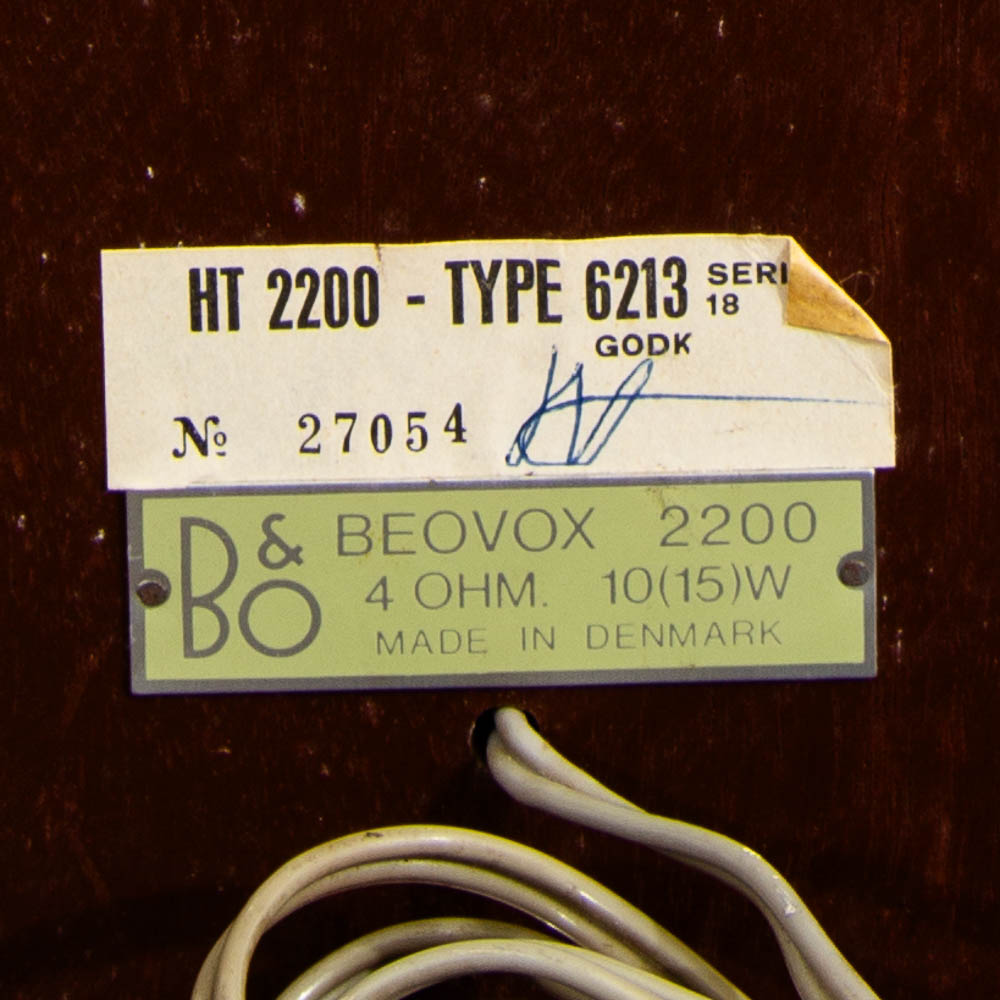 HT 2200 - TYPE 6213 SERI
18
GODK
№ 27054
B&O
BEOVOX 2200
4 OHM. 10(15)W
MADE IN DENMARK